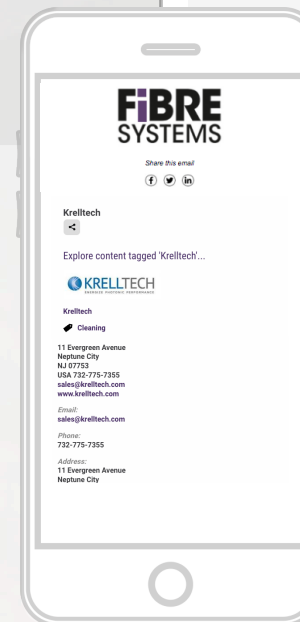 FiBRE
SYSTEMS
Share this email
Krelltech
Explore content tagged 'Krelltech'...
KRELLTECH
Krelltech
Cleaning
11 Evergreen Avenue
Neptune City
NJ 07753
USA 732-775-7355
sales@krelltech.com
www.krelltech.com
Email:
sales@krelltech.com
Phone:
732-775-7355
Address:
11 Evergreen Avenue
Neptune City